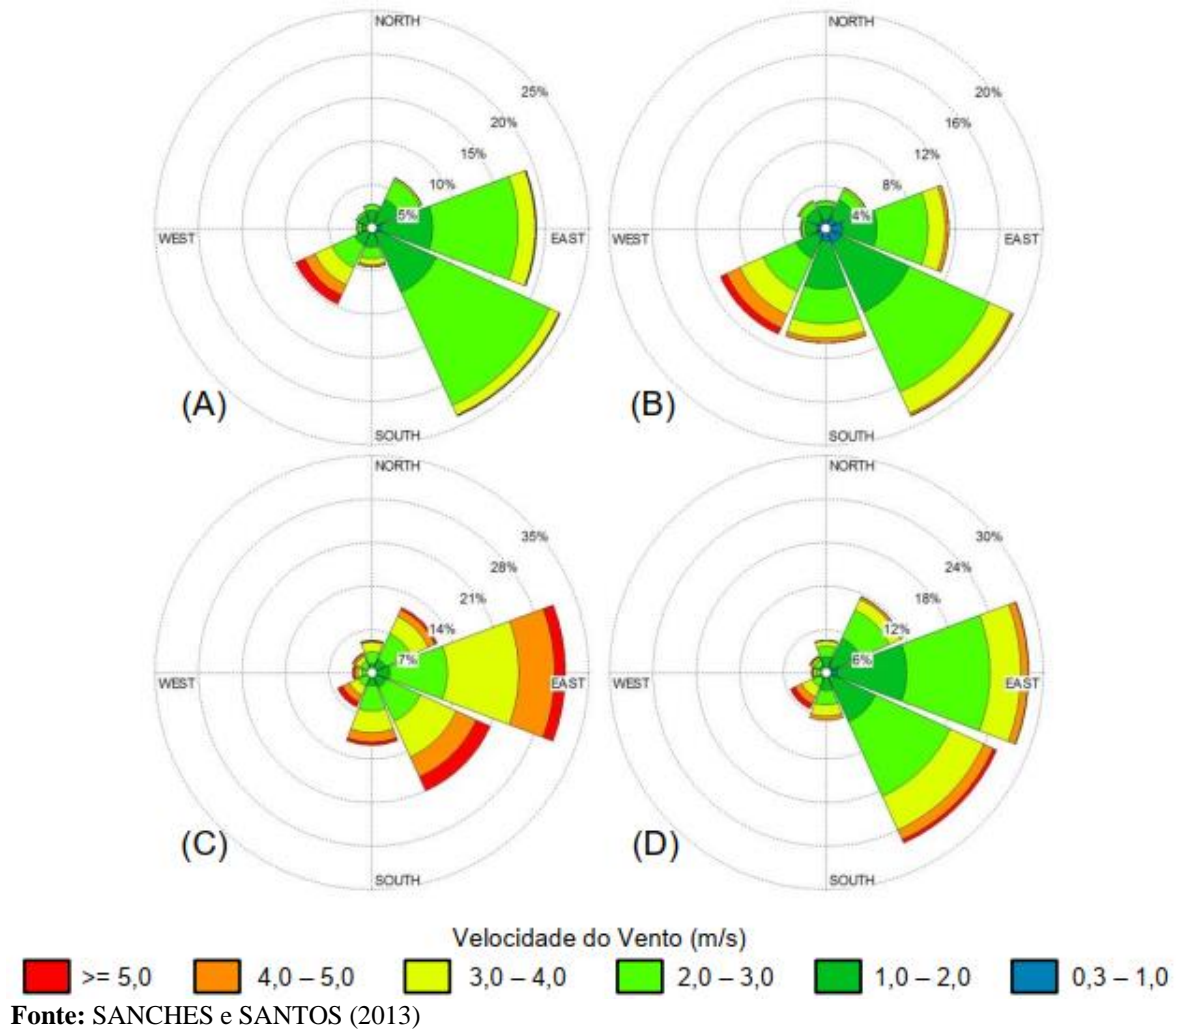 NORTH
25%
20%
15%
10%
5%
WEST
EAST
(A)
SOUTH
NORTH
20%
16%
12%
8%
4%
WEST
EAST
(B)
SOUTH
NORTH
35%
28%
21%
14%
7%
WEST
EAST
(C)
SOUTH
NORTH
30%
24%
18%
12%
6%
WEST
EAST
(D)
SOUTH
Velocidade do Vento (m/s)
>= 5,0 4,0 – 5,0 3,0 – 4,0 2,0 – 3,0 1,0 – 2,0 0,3 – 1,0
Fonte: SANCHES e SANTOS (2013)